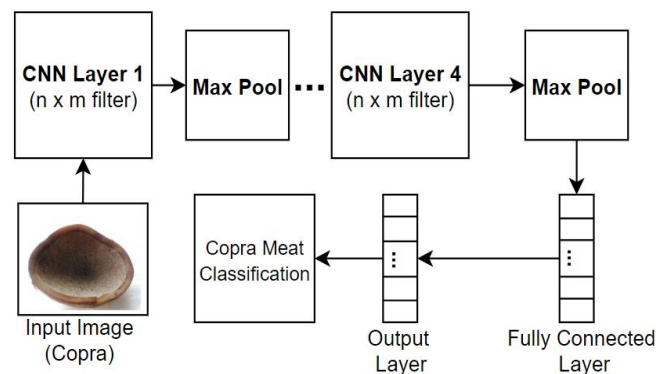 CNN Layer 1
(n x m filter)
Max Pool
...
CNN Layer 4
(n x m filter)
Max Pool
Input Image
(Copra)
Copra Meat
Classification
...
Output
Layer
...
Fully Connected
Layer